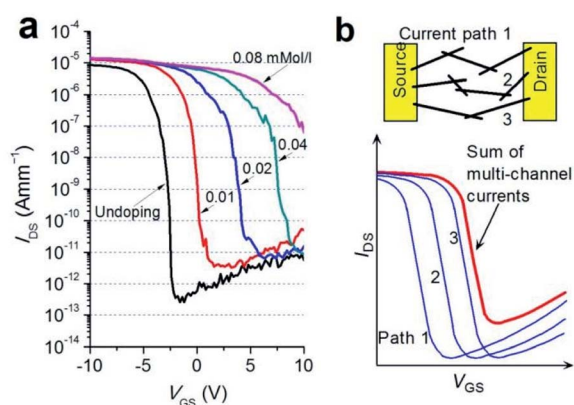 a
10⁻⁴
10⁻⁵
10⁻⁶
10⁻⁷
10⁻⁸
10⁻⁹
10⁻¹⁰
10⁻¹¹
10⁻¹²
10⁻¹³
10⁻¹⁴
I_DS (Amm⁻¹)
0.08 mMol/l
0.04
0.02
0.01
Undoping
-10 -5 0 5 10
V_GS (V)
b
Current path 1
Source
2
3
Drain
Sum of
multi-channel
currents
I_DS
3
2
Path 1
V_GS